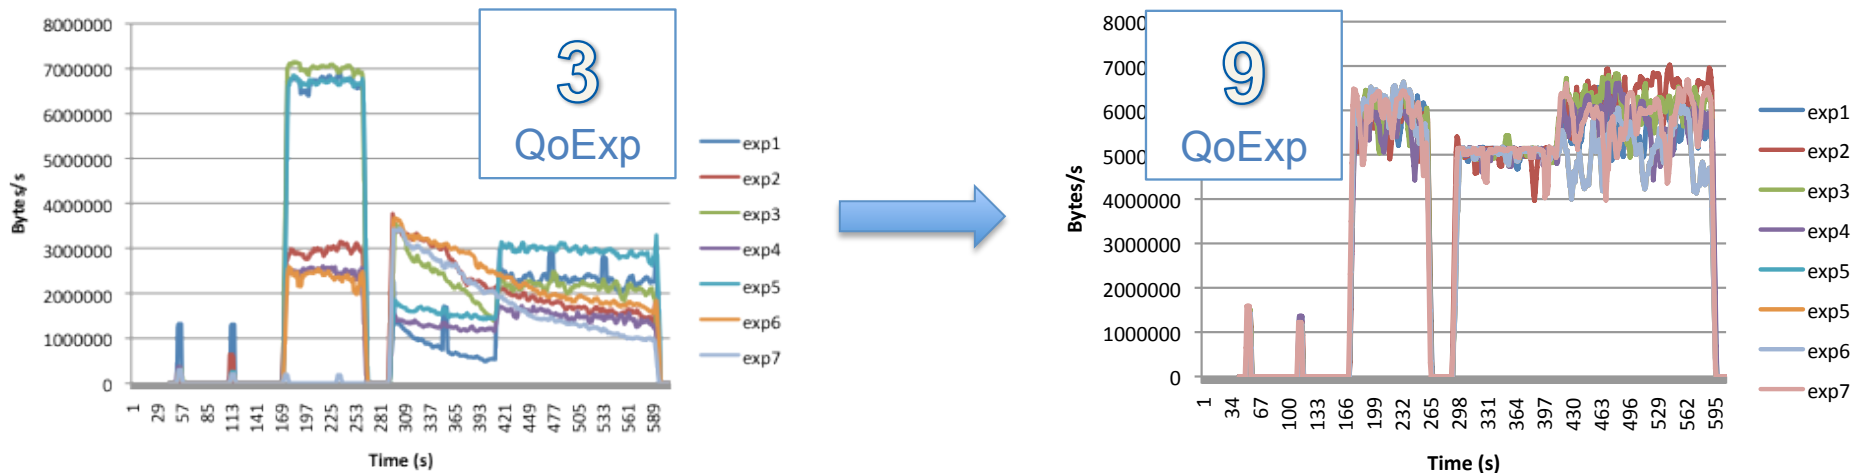 8000000
7000000
6000000
5000000
4000000
3000000
2000000
1000000
0
Bytes/s
1 29 57 85 113 141 169 197 225 253 281 309 337 365 393 421 449 477 505 533 561 589
Time (s)
3
QoExp
exp1
exp2
exp3
exp4
exp5
exp6
exp7
8000
7000
6000
5000
4000000
3000000
2000000
1000000
0
Bytes/s
1 34 67 100 133 166 199 232 265 298 331 364 397 430 463 496 529 562 595
Time (s)
9
QoExp
exp1
exp2
exp3
exp4
exp5
exp5
exp6
exp7